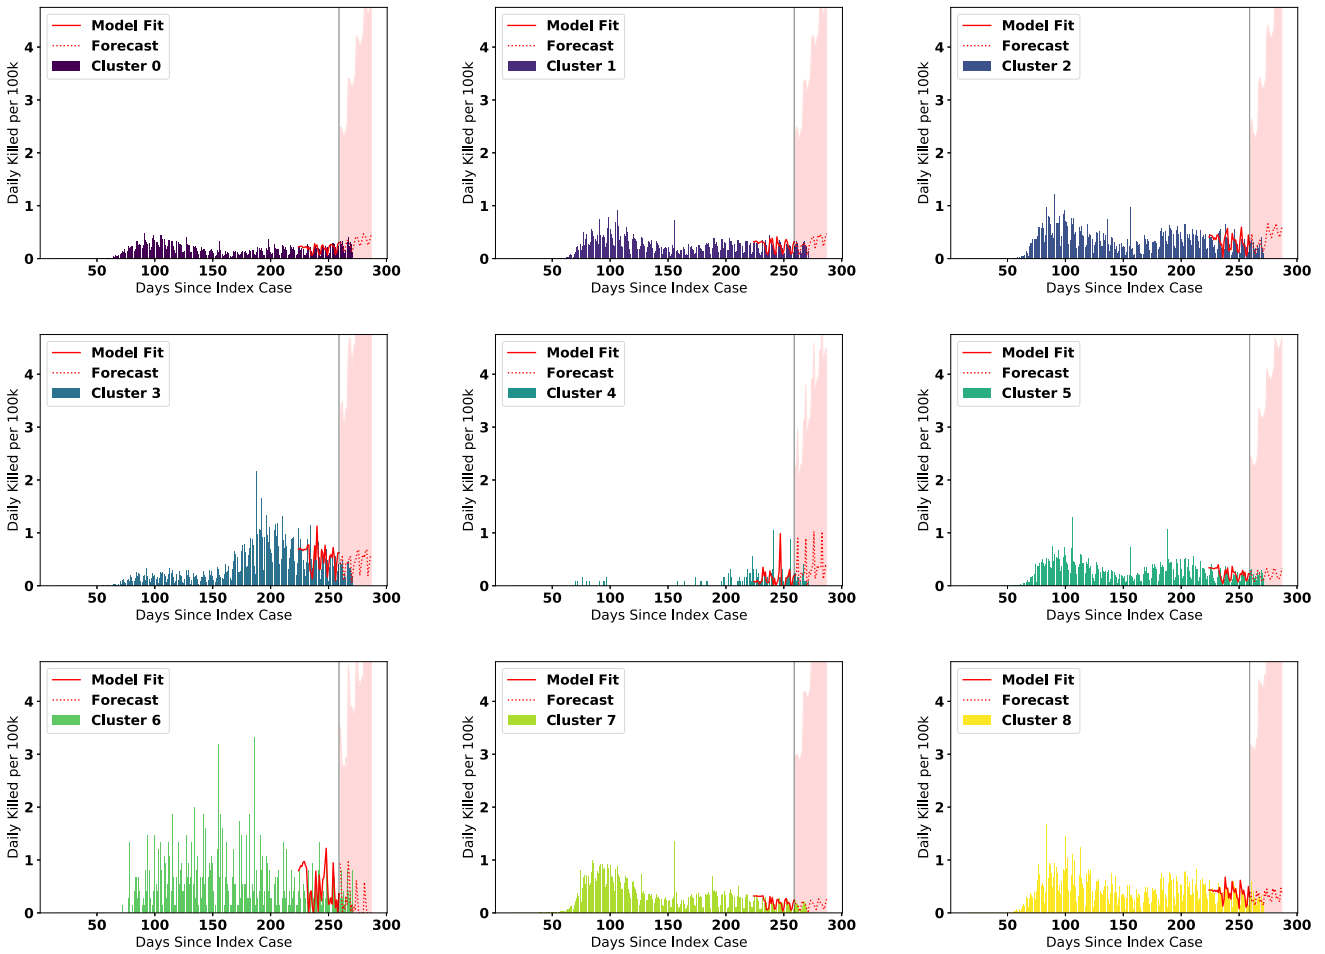 Daily Killed per 100k
4
3
2
1
0
Model Fit
Forecast
Cluster 0
50 100 150 200 250 300
Days Since Index Case
Daily Killed per 100k
4
3
2
1
0
Model Fit
Forecast
Cluster 1
50 100 150 200 250 300
Days Since Index Case
Daily Killed per 100k
4
3
2
1
0
Model Fit
Forecast
Cluster 2
50 100 150 200 250 300
Days Since Index Case
Daily Killed per 100k
4
3
2
1
0
Model Fit
Forecast
Cluster 3
50 100 150 200 250 300
Days Since Index Case
Daily Killed per 100k
4
3
2
1
0
Model Fit
Forecast
Cluster 4
50 100 150 200 250 300
Days Since Index Case
Daily Killed per 100k
4
3
2
1
0
Model Fit
Forecast
Cluster 5
50 100 150 200 250 300
Days Since Index Case
Daily Killed per 100k
4
3
2
1
0
Model Fit
Forecast
Cluster 6
50 100 150 200 250 300
Days Since Index Case
Daily Killed per 100k
4
3
2
1
0
Model Fit
Forecast
Cluster 7
50 100 150 200 250 300
Days Since Index Case
Daily Killed per 100k
4
3
2
1
0
Model Fit
Forecast
Cluster 8
50 100 150 200 250 300
Days Since Index Case